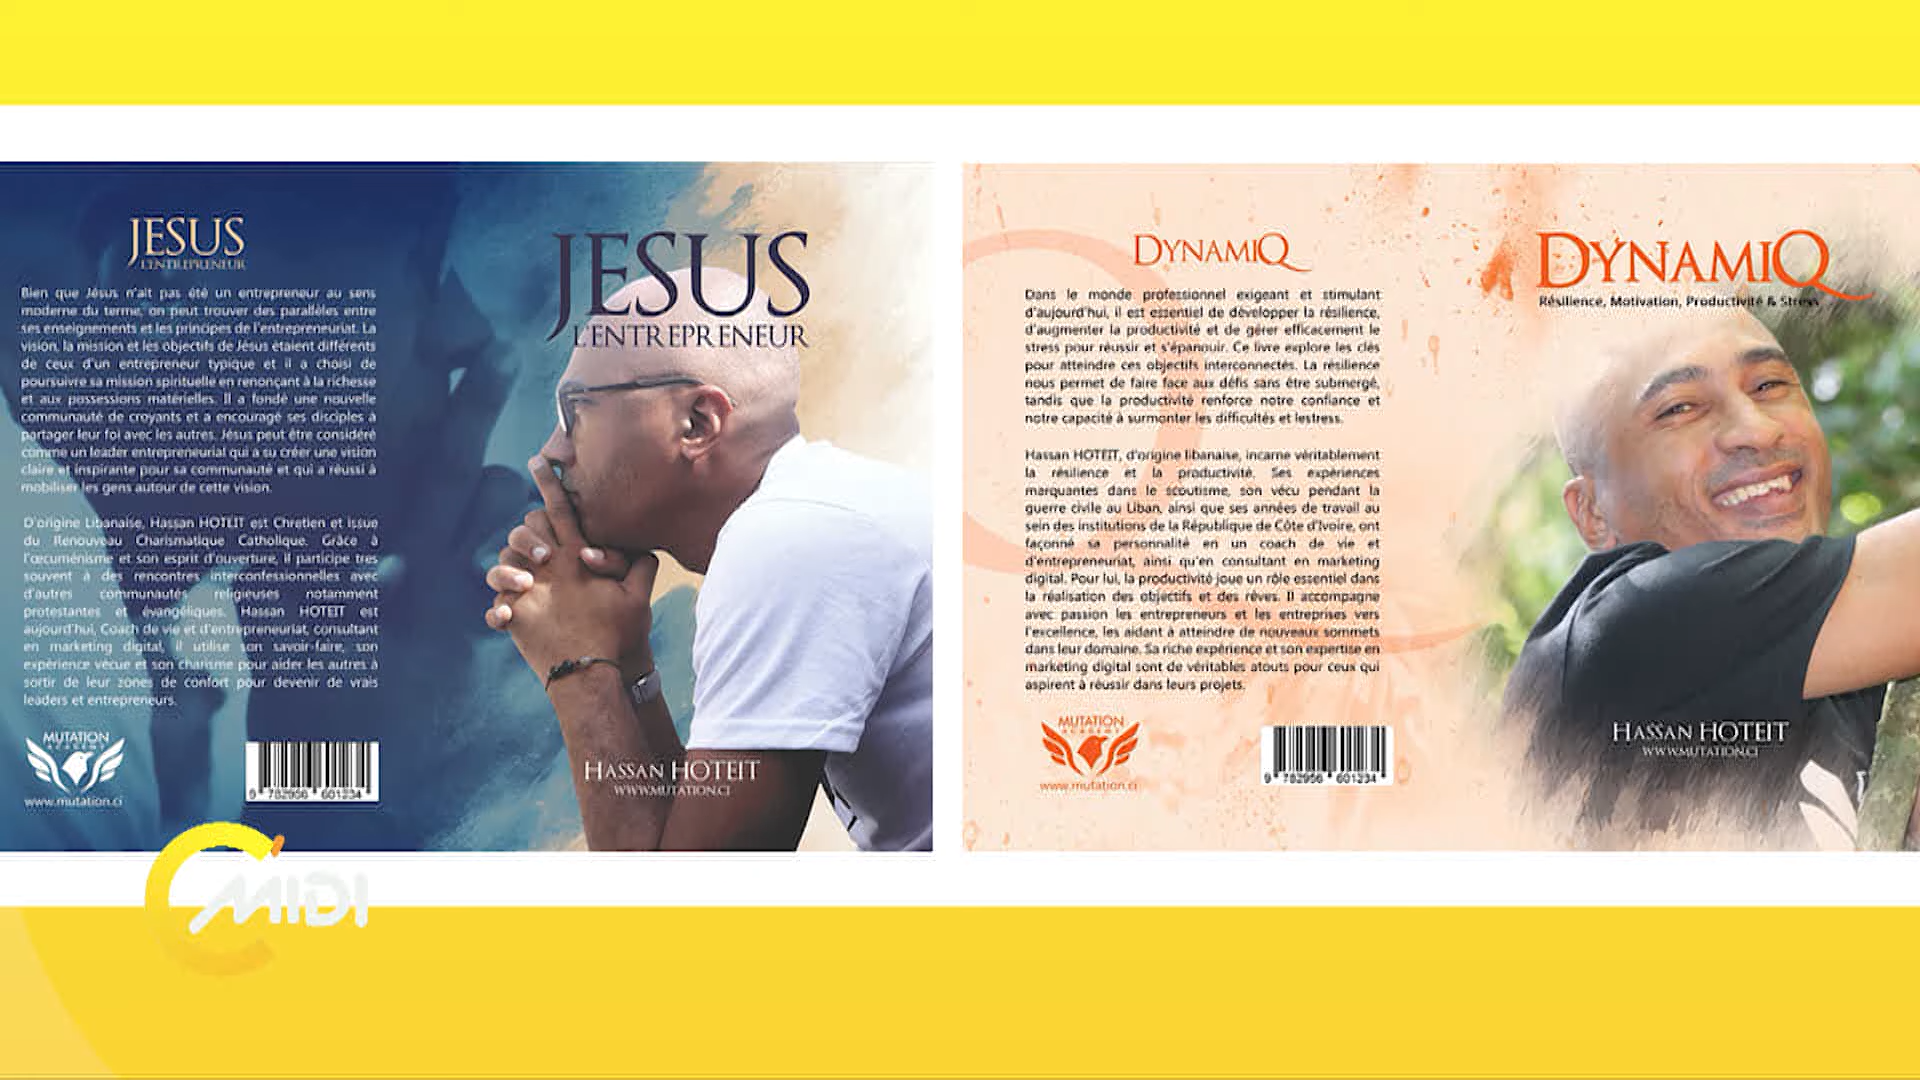 JESUS
L'ENTREPRENEUR
Bien que Jésus n'ait pas été un entrepreneur au sens
moderne du terme, on peut trouver des parallèles entre
ses enseignements et les principes de l'entrepreneuriat. La
vision, la mission et les objectifs de Jésus étaient différents
de ceux d'un entrepreneur typique et il a choisi de
poursuivre sa mission spirituelle en renonçant à la richesse
et aux possessions matérielles. Il a fondé une nouvelle
communauté de croyants et a encouragé ses disciples à
partager leur foi avec les autres. Jésus peut être considéré
comme un leader entrepreneurial qui a su créer une vision
claire et inspirante pour sa communauté et qui a réussi à
mobiliser les gens autour de cette vision.
D'origine Libanaise, Hassan HOTEIT est Chretien et issue
du Renouveau Charismatique Catholique. Grâce à
l'œcuménisme et son esprit d'ouverture, il participe tres
souvent à des rencontres interconfessionnelles avec
d'autres communautés religieuses notamment
protestantes et évangéliques. Hassan HOTEIT est
aujourd'hui, Coach de vie et d'entrepreneuriat, consultant
en marketing digital, il utilise son savoir-faire, son
expérience vécue et son charisme pour aider les autres à
sortir de leur zones de confort pour devenir de vrais
leaders et entrepreneurs.
MUTATION
ACADEMY
www.mutation.ci
9 782956 601234
JESUS
L'ENTREPRENEUR
HASSAN HOTEIT
WWW.MUTATION.CI
DYNAMIQ
Dans le monde professionnel exigeant et stimulant
d'aujourd'hui, il est essentiel de développer la résilience,
d'augmenter la productivité et de gérer efficacement le
stress pour réussir et s'épanouir. Ce livre explore les clés
pour atteindre ces objectifs interconnectés. La résilience
nous permet de faire face aux défis sans être submergé,
tandis que la productivité renforce notre confiance et
notre capacité à surmonter les difficultés et lestress.
Hassan HOTEIT, d'origine libanaise, incarne véritablement
la résilience et la productivité. Ses expériences
marquantes dans le scoutisme, son vécu pendant la
guerre civile au Liban, ainsi que ses années de travail au
sein des institutions de la République de Côte d'Ivoire, ont
façonné sa personnalité en un coach de vie et
d'entrepreneuriat, ainsi qu'en consultant en marketing
digital. Pour lui, la productivité joue un rôle essentiel dans
la réalisation des objectifs et des rêves. Il accompagne
avec passion les entrepreneurs et les entreprises vers
l'excellence, les aidant à atteindre de nouveaux sommets
dans leur domaine. Sa riche expérience et son expertise en
marketing digital sont de véritables atouts pour ceux qui
aspirent à réussir dans leurs projets.
MUTATION
ACADEMY
www.mutation.ci
9 782956 601234
DYNAMIQ
Résilience, Motivation, Productivité & Stress
HASSAN HOTEIT
WWW.MUTATION.CI
C MIDI